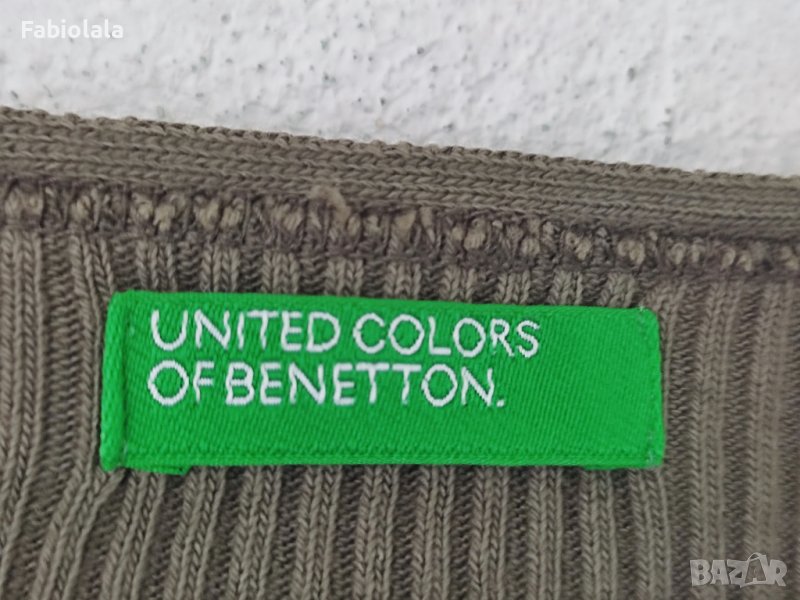 Fabiolala
UNITED COLORS
OF BENETTON.
BAZAR